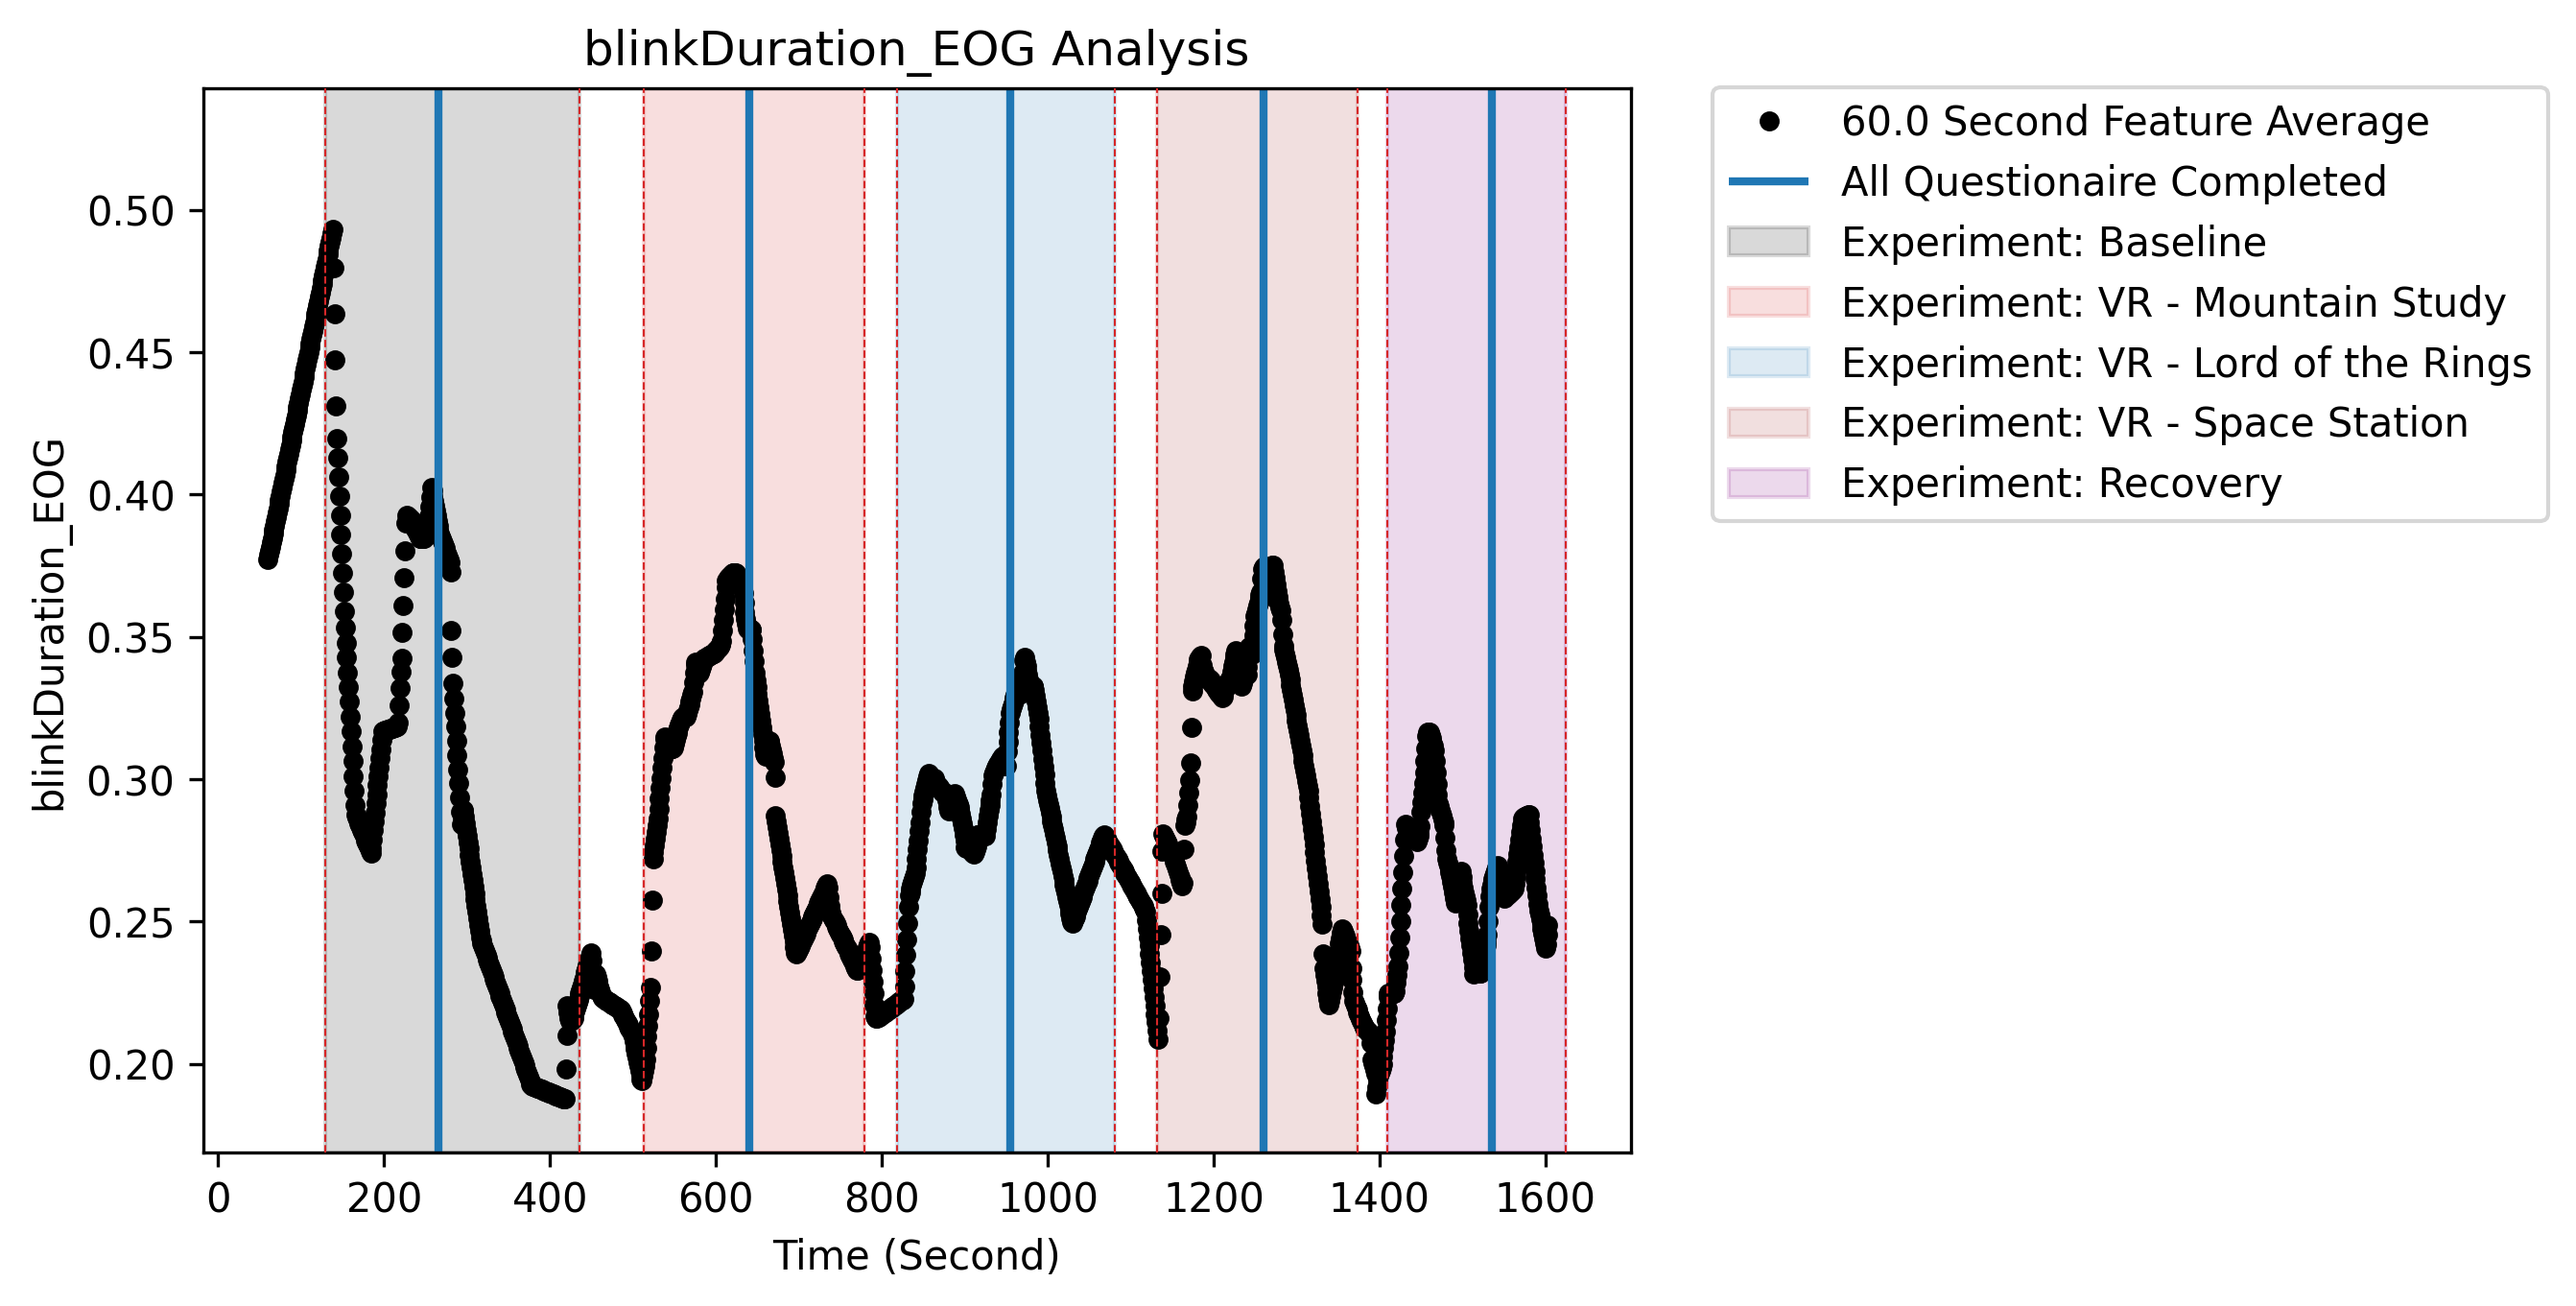 blinkDuration_EOG Analysis
blinkDuration_EOG
0.50
0.45
0.40
0.35
0.30
0.25
0.20
0 200 400 600 800 1000 1200 1400 1600
Time (Second)
60.0 Second Feature Average
All Questionaire Completed
Experiment: Baseline
Experiment: VR - Mountain Study
Experiment: VR - Lord of the Rings
Experiment: VR - Space Station
Experiment: Recovery